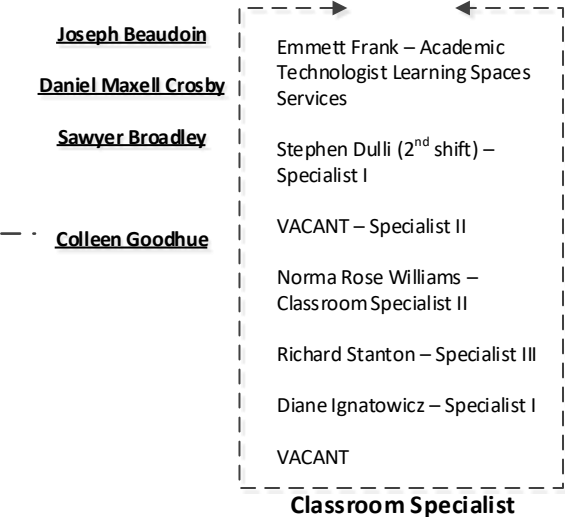 Joseph Beaudoin
Daniel Maxell Crosby
Sawyer Broadley
Colleen Goodhue
Emmett Frank – Academic
Technologist Learning Spaces
Services
Stephen Dulli (2nd shift) –
Specialist I
VACANT – Specialist II
Norma Rose Williams –
Classroom Specialist II
Richard Stanton – Specialist III
Diane Ignatowicz – Specialist I
VACANT
Classroom Specialist